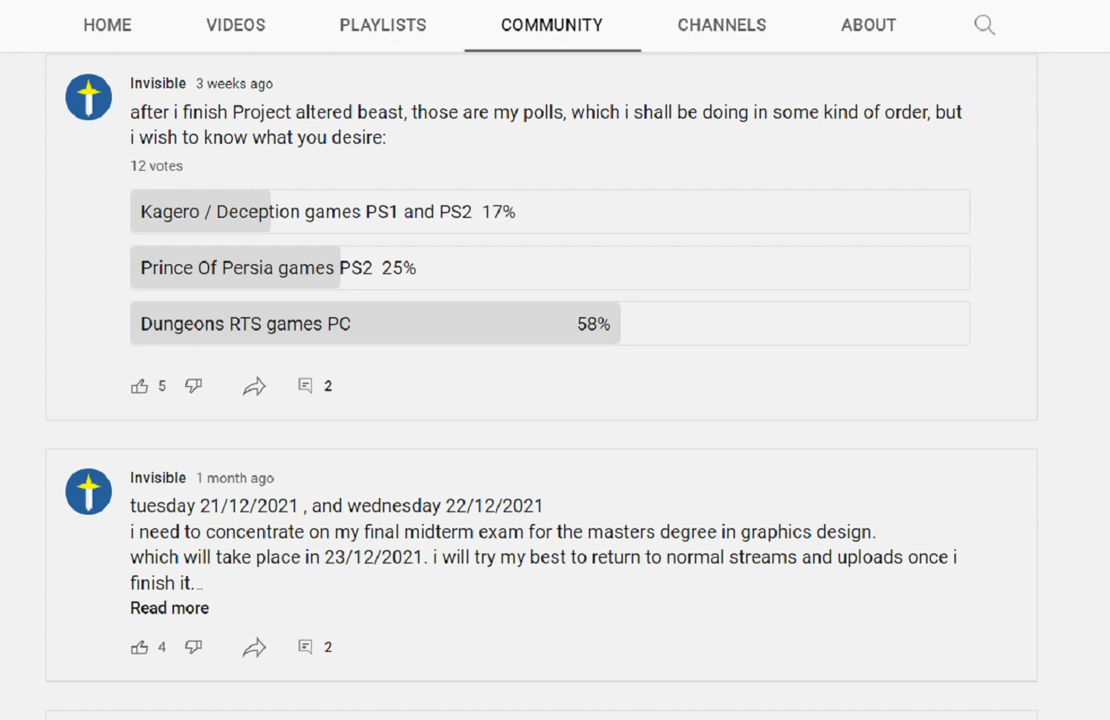 HOME VIDEOS PLAYLISTS COMMUNITY CHANNELS ABOUT
Invisible 3 weeks ago
after i finish Project altered beast, those are my polls, which i shall be doing in some kind of order, but
i wish to know what you desire:
12 votes
Kagero / Deception games PS1 and PS2 17%
Prince Of Persia games PS2 25%
Dungeons RTS games PC 58%
5 2
Invisible 1 month ago
tuesday 21/12/2021 , and wednesday 22/12/2021
i need to concentrate on my final midterm exam for the masters degree in graphics design.
which will take place in 23/12/2021. i will try my best to return to normal streams and uploads once i
finish it...
Read more
4 2